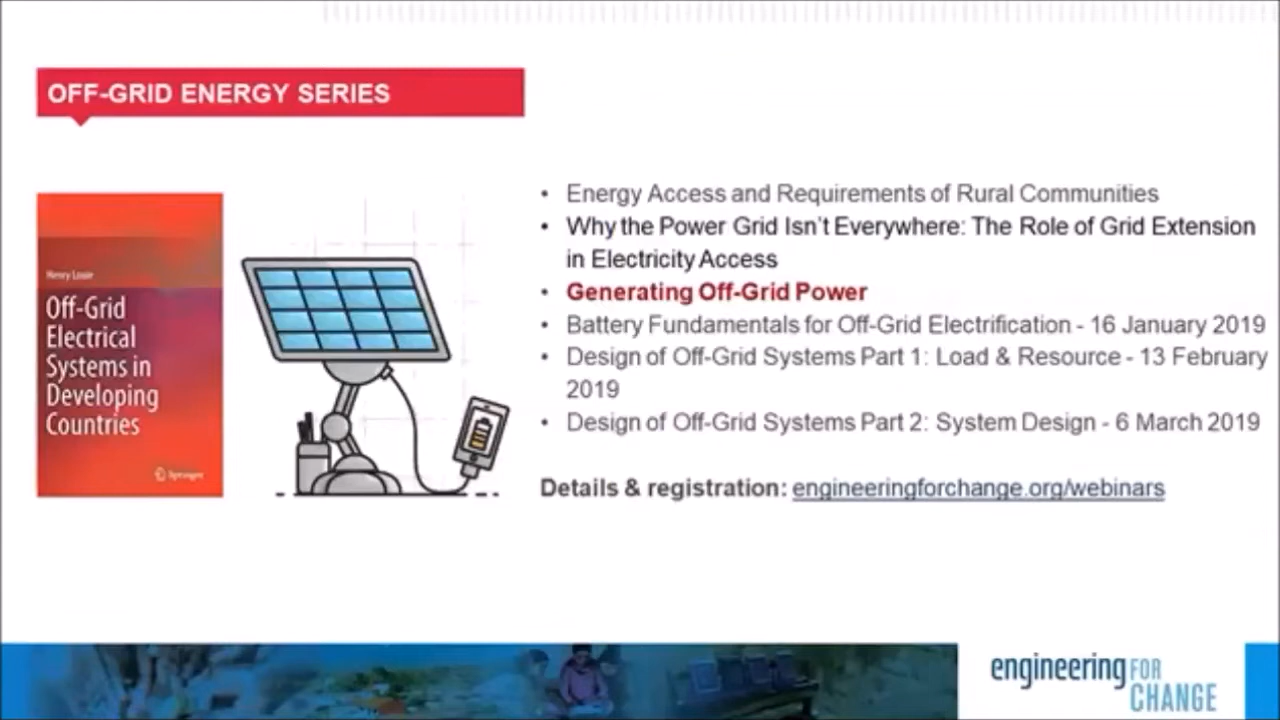 OFF-GRID ENERGY SERIES
Henry Louie
Off-Grid
Electrical
Systems in
Developing
Countries
Springer
• Energy Access and Requirements of Rural Communities
• Why the Power Grid Isn't Everywhere: The Role of Grid Extension
in Electricity Access
• Generating Off-Grid Power
• Battery Fundamentals for Off-Grid Electrification - 16 January 2019
• Design of Off-Grid Systems Part 1: Load & Resource - 13 February
2019
• Design of Off-Grid Systems Part 2: System Design - 6 March 2019
Details & registration: engineeringforchange.org/webinars
engineering FOR
CHANGE